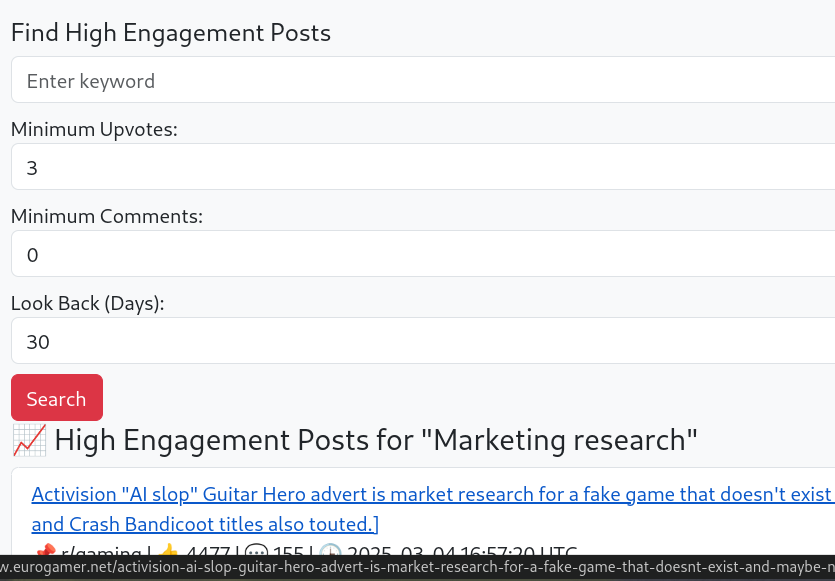 Find High Engagement Posts
Enter keyword
Minimum Upvotes:
3
Minimum Comments:
0
Look Back (Days):
30
Search
📈 High Engagement Posts for "Marketing research"
Activision "AI slop" Guitar Hero advert is market research for a fake game that doesn't exist
and Crash Bandicoot titles also touted.]
📌 r/gaming | 👍 4477 | 💬 155 | 🕒 2025-03-04 16:57:20 UTC
w.eurogamer.net/activision-ai-slop-guitar-hero-advert-is-market-research-for-a-fake-game-that-doesnt-exist-and-maybe-n